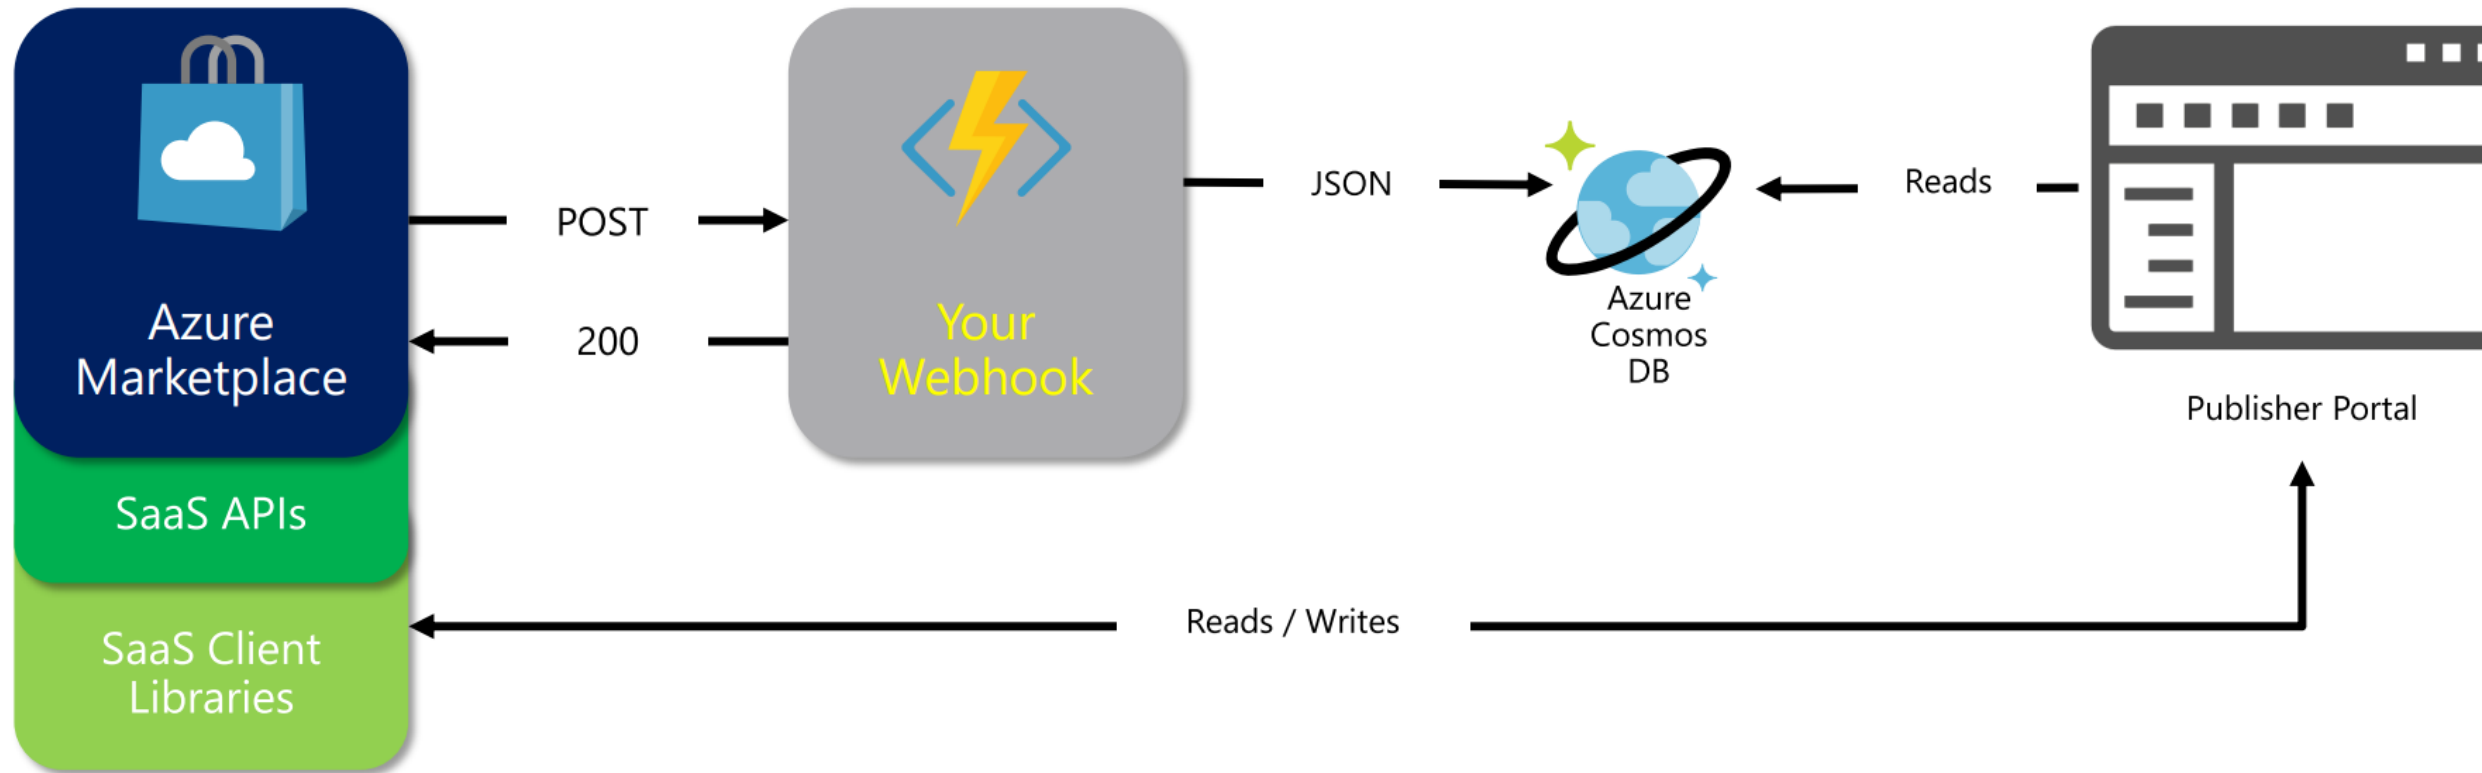 Azure
Marketplace
SaaS APIs
SaaS Client
Libraries
POST
200
Your
Webhook
JSON
Azure
Cosmos
DB
Reads
Publisher Portal
Reads / Writes